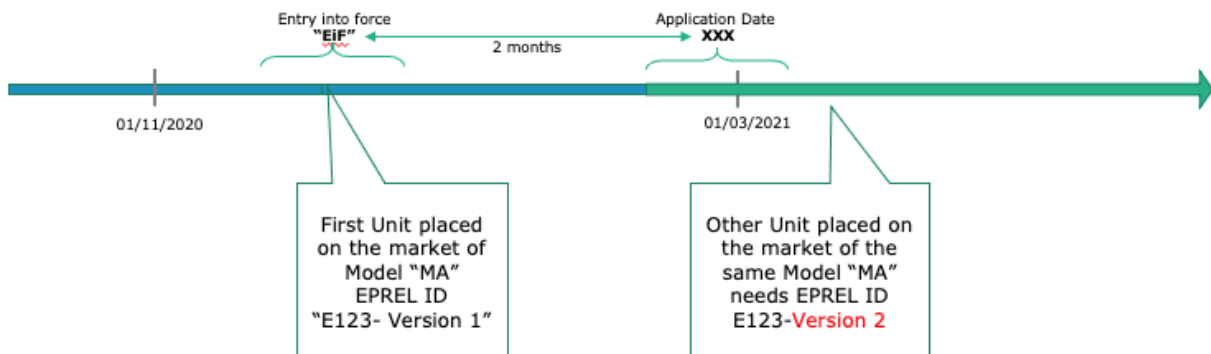 Entry into force
“EiF”
Application Date
XXX
2 months
01/11/2020
01/03/2021
First Unit placed
on the market of
Model “MA”
EPREL ID
“E123- Version 1”
Other Unit placed on
the market of the
same Model “MA”
needs EPREL ID
E123-Version 2